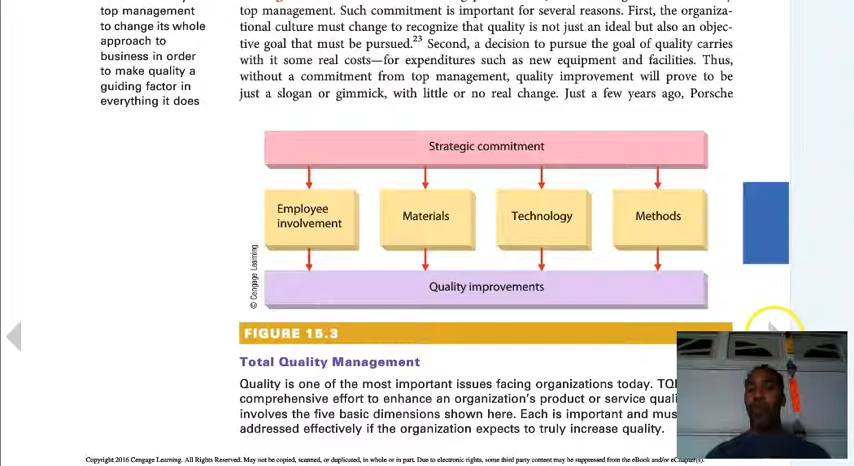 top management
to change its whole
approach to
business in order
to make quality a
guiding factor in
everything it does
top management. Such commitment is important for several reasons. First, the organiza-
tional culture must change to recognize that quality is not just an ideal but also an objec-
tive goal that must be pursued.23 Second, a decision to pursue the goal of quality carries
with it some real costs—for expenditures such as new equipment and facilities. Thus,
without a commitment from top management, quality improvement will prove to be
just a slogan or gimmick, with little or no real change. Just a few years ago, Porsche
Strategic commitment
Employee
involvement
Materials
Technology
Methods
Quality improvements
© Cengage Learning
FIGURE 15.3
Total Quality Management
Quality is one of the most important issues facing organizations today.
comprehensive effort to enhance an organization's product or service
involves the five basic dimensions shown here. Each is important and
addressed effectively if the organization expects to truly increase quality.
Copyright 2016 Cengage Learning. All Rights Reserved. May not be copied, scanned, or duplicated, in whole or in part. Due to electronic rights, some third party content may be suppressed from the eBook and/or eChapter(s).